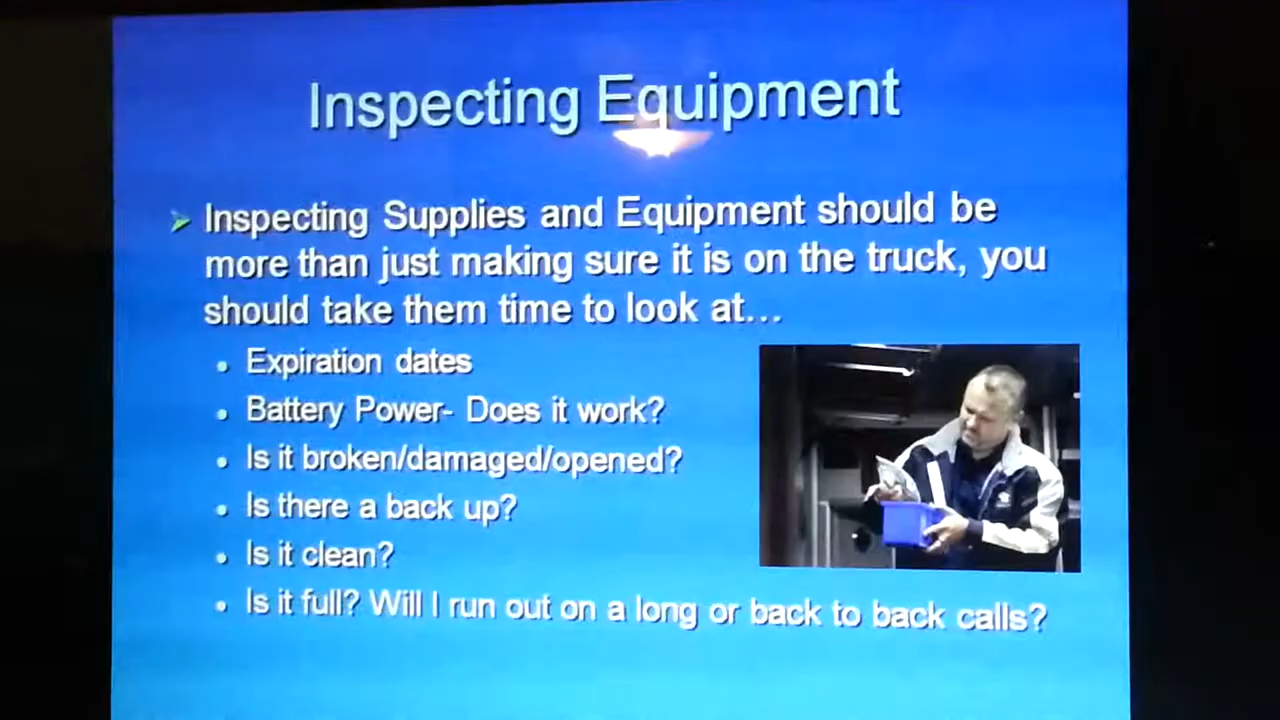 Inspecting Equipment
Inspecting Supplies and Equipment should be
more than just making sure it is on the truck, you
should take them time to look at...
Expiration dates
Battery Power- Does it work?
Is it broken/damaged/opened?
Is there a back up?
Is it clean?
Is it full? Will I run out on a long or back to back calls?